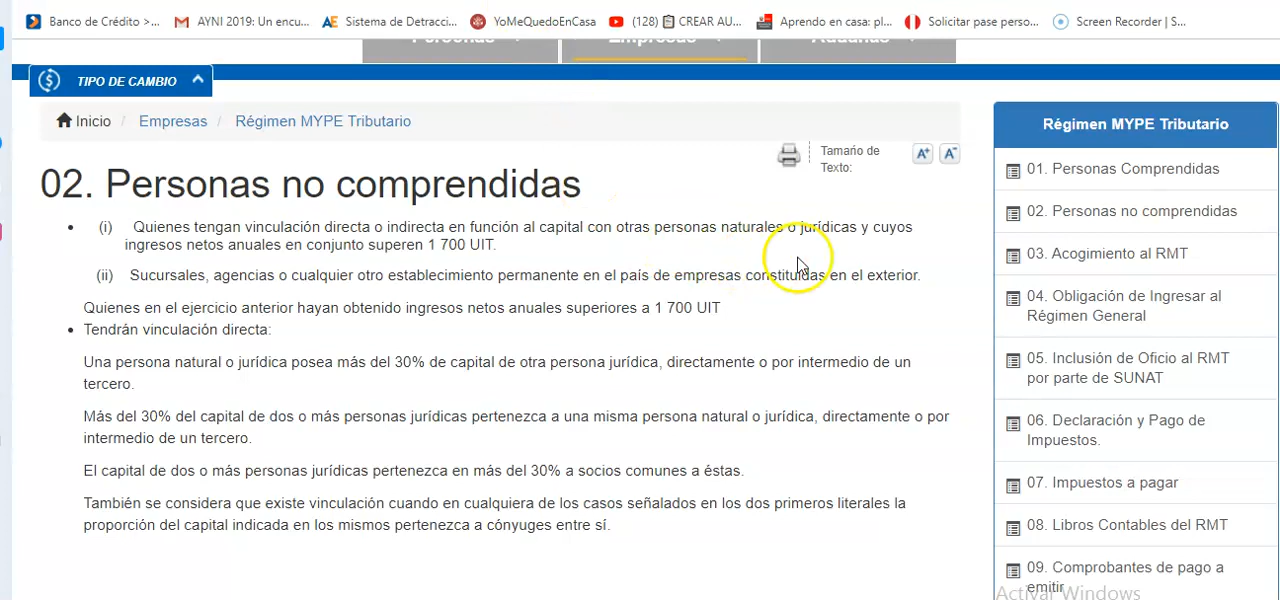 Banco de Crédito >... AYNI 2019: Un encu... Sistema de Detracci... YoMeQuedoEnCasa (128) CREAR AU... Aprendo en casa: pl... Solicitar pase perso... Screen Recorder | S...
Personas Empresas Aduanas
TIPO DE CAMBIO
Inicio / Empresas / Régimen MYPE Tributario
Tamańo de
Texto:
A+ A-
02. Personas no comprendidas
(i) Quienes tengan vinculación directa o indirecta en función al capital con otras personas naturales o jurídicas y cuyos
ingresos netos anuales en conjunto superen 1 700 UIT.
(ii) Sucursales, agencias o cualquier otro establecimiento permanente en el país de empresas constituidas en el exterior.
Quienes en el ejercicio anterior hayan obtenido ingresos netos anuales superiores a 1 700 UIT
Tendrán vinculación directa:
Una persona natural o jurídica posea más del 30% de capital de otra persona jurídica, directamente o por intermedio de un
tercero.
Más del 30% del capital de dos o más personas jurídicas pertenezca a una misma persona natural o jurídica, directamente o por
intermedio de un tercero.
El capital de dos o más personas jurídicas pertenezca en más del 30% a socios comunes a éstas.
También se considera que existe vinculación cuando en cualquiera de los casos señalados en los dos primeros literales la
proporción del capital indicada en los mismos pertenezca a cónyuges entre sí.
Régimen MYPE Tributario
01. Personas Comprendidas
02. Personas no comprendidas
03. Acogimiento al RMT
04. Obligación de Ingresar al
Régimen General
05. Inclusión de Oficio al RMT
por parte de SUNAT
06. Declaración y Pago de
Impuestos.
07. Impuestos a pagar
08. Libros Contables del RMT
09. Comprobantes de pago a
emitir
Activar Windows